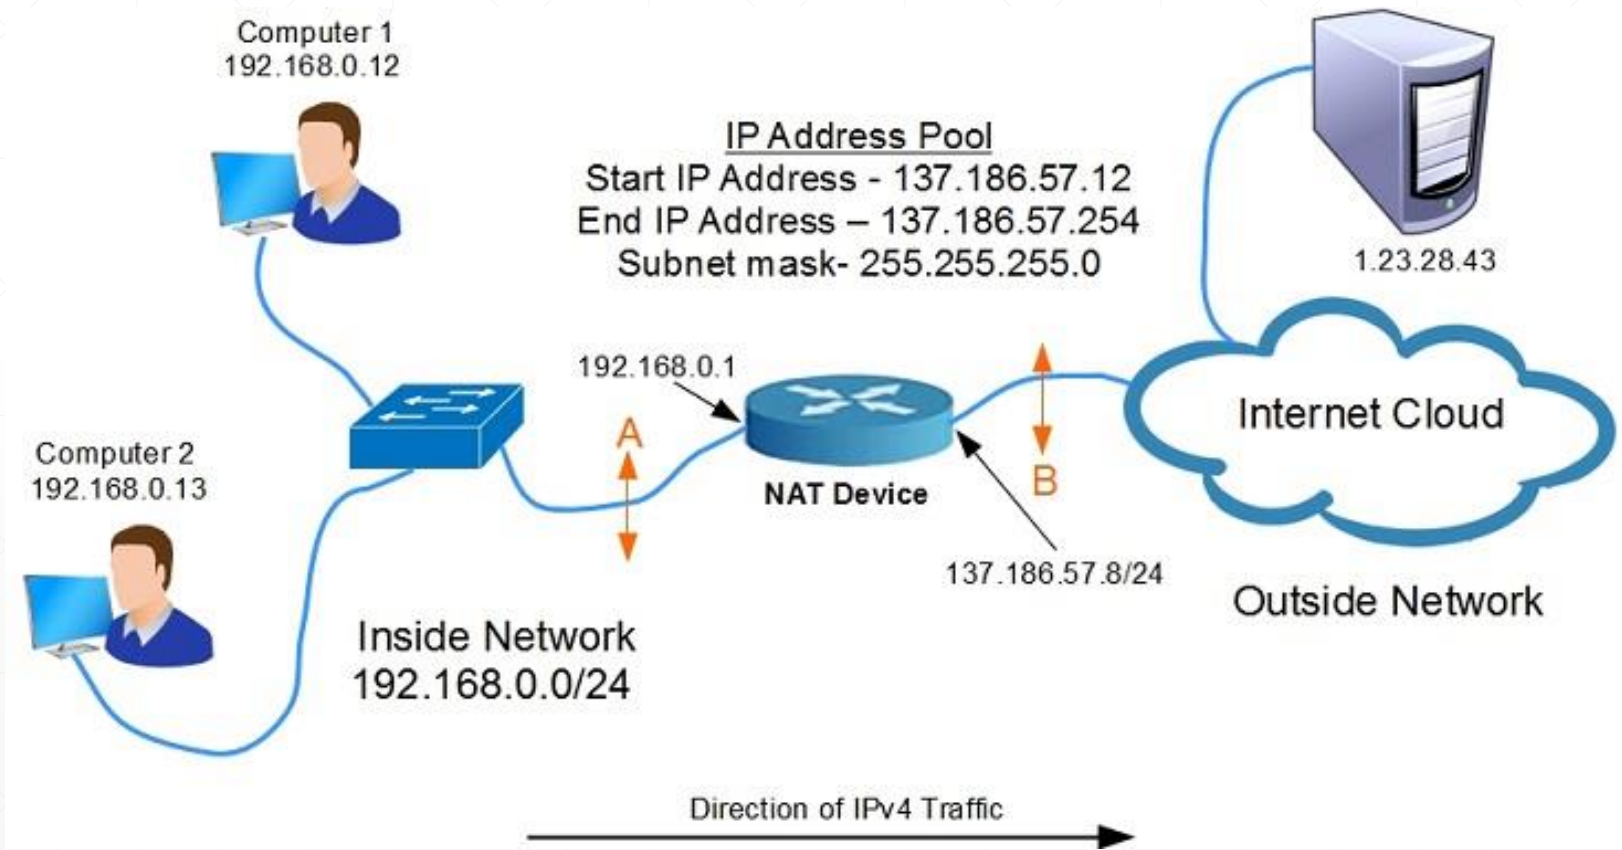 Computer 1
192.168.0.12
IP Address Pool
Start IP Address - 137.186.57.12
End IP Address – 137.186.57.254
Subnet mask- 255.255.255.0
1.23.28.43
192.168.0.1
A
B
Internet Cloud
NAT Device
Computer 2
192.168.0.13
137.186.57.8/24
Outside Network
Inside Network
192.168.0.0/24
Direction of IPv4 Traffic